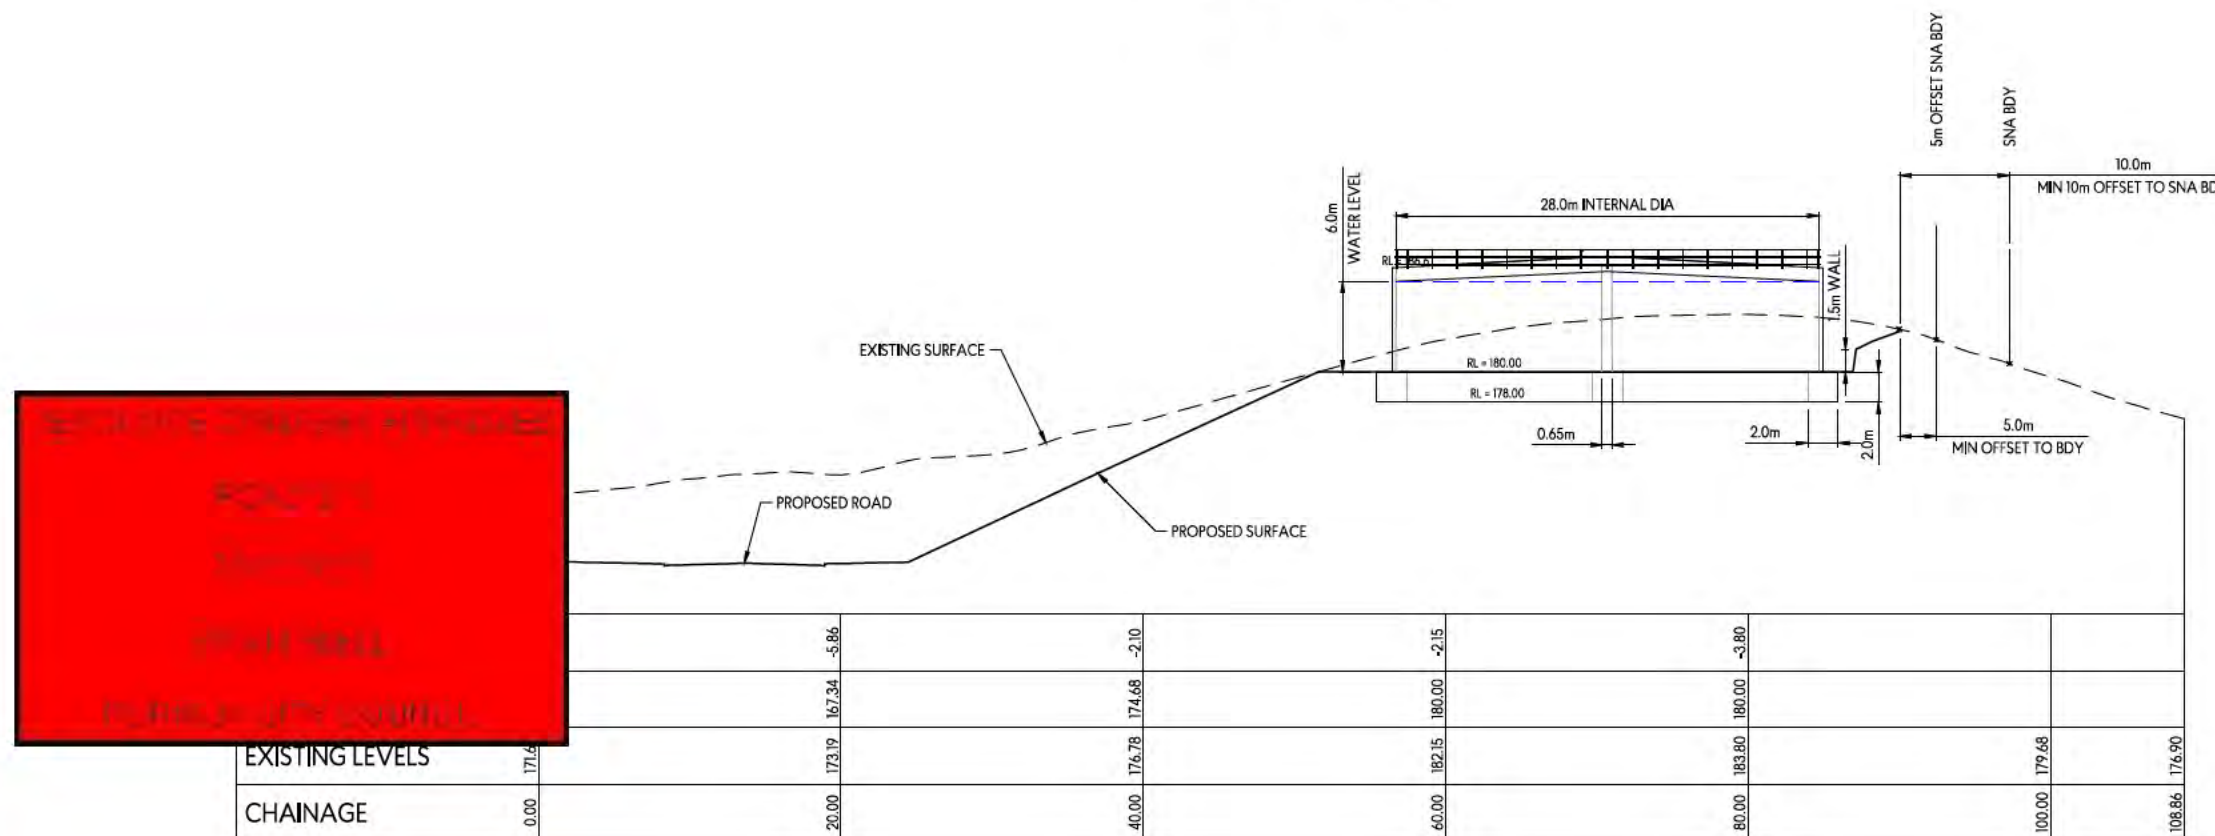 5m OFFSET SNA BDY
SNA BDY
10.0m
MIN 10m OFFSET TO SNA BD
6.0m
WATER LEVEL
28.0m INTERNAL DIA
1.5m WALL
EXISTING SURFACE
RL = 180.00
RL = 178.00
0.65m
2.0m
2.0m
5.0m
MIN OFFSET TO BDY
PROPOSED ROAD
PROPOSED SURFACE
-5.86 -2.10 -2.15 -3.80
167.34 174.68 180.00 180.00
EXISTING LEVELS 173.19 176.78 182.15 183.80 179.68 176.90
CHAINAGE 0.00 20.00 40.00 60.00 80.00 100.00 108.86